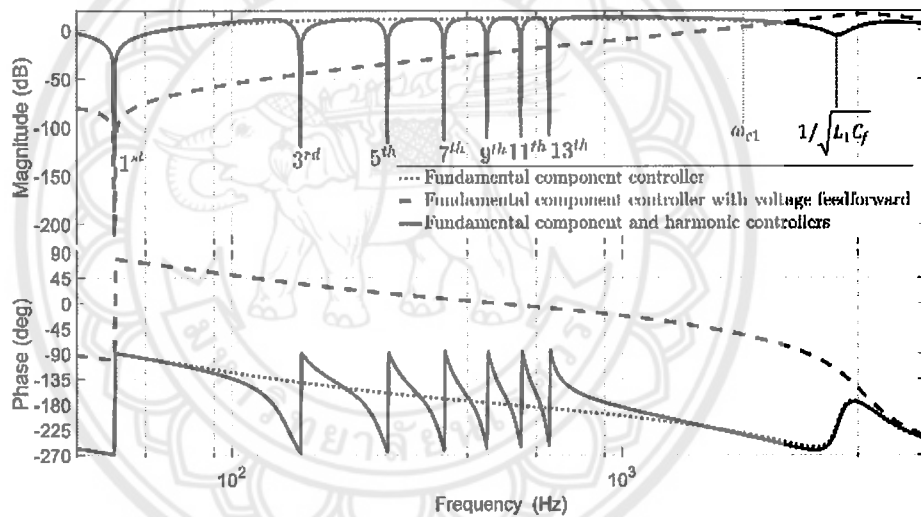 Magnitude (dB)
0
-50
-100
-150
-200
1st
3rd
5th
7th
9th
11th
13th
ω_c1
1/√(L₁C_f)
Fundamental component controller
Fundamental component controller with voltage feedforward
Fundamental component and harmonic controllers
Phase (deg)
90
45
0
-45
-90
-135
-180
-225
-270
10²
10³
Frequency (Hz)